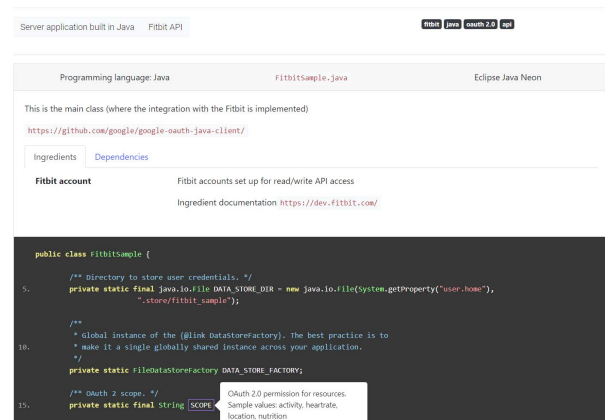 Server application built in Java Fitbit API
fitbit java oauth 2.0 api
Programming language: Java FitbitSample.java Eclipse Java Neon
This is the main class (where the integration with the Fitbit is implemented)
https://github.com/google/google-oauth-java-client/
Ingredients Dependencies
Fitbit account Fitbit accounts set up for read/write API access
Ingredient documentation https://dev.fitbit.com/
public class FitbitSample {
/** Directory to store user credentials. */
5. private static final java.io.File DATA_STORE_DIR = new java.io.File(System.getProperty("user.home"),
".store/fitbit_sample");
/**
* Global instance of the {@link DataStoreFactory}. The best practice is to
10. * make it a single globally shared instance across your application.
*/
private static FileDataStoreFactory DATA_STORE_FACTORY;
/** OAuth 2 scope. */
15. private static final String SCOPE
OAuth 2.0 permission for resources.
Sample values: activity, heartrate,
location, nutrition